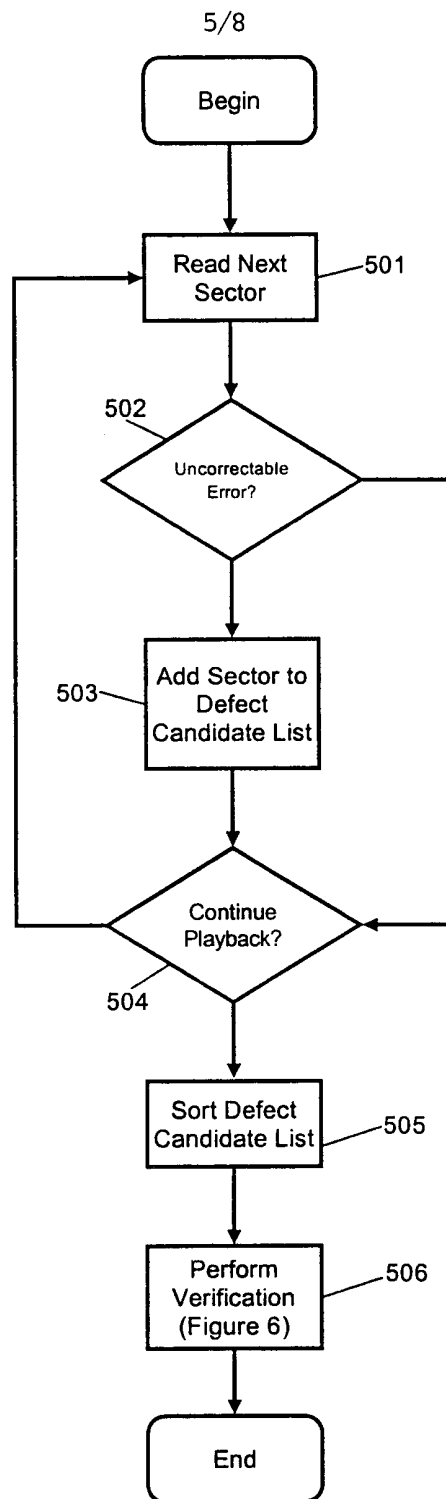 5/8
Begin
Read Next
Sector
501
502
Uncorrectable
Error?
503
Add Sector to
Defect
Candidate List
Continue
Playback?
504
Sort Defect
Candidate List
505
Perform
Verification
(Figure 6)
506
End